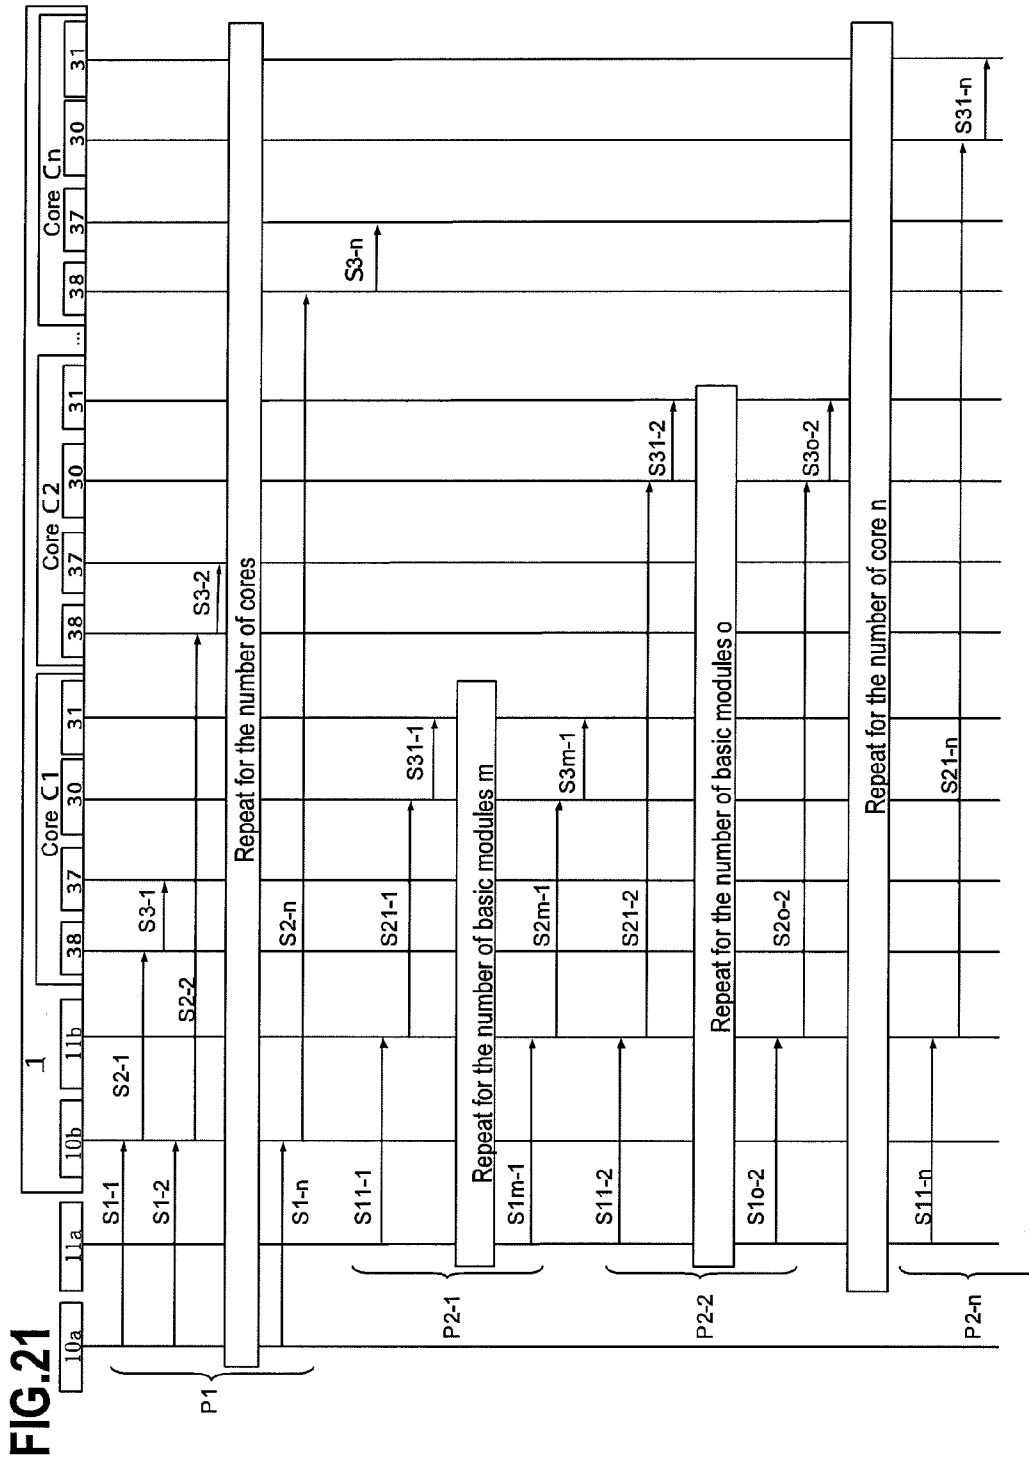 FIG.21
1
Core C1
Core C2
Core Cn
10a
11a
10b
11b
38
37
30
31
38
37
30
31
...
38
37
30
31
P1
S1-1
S2-1
S3-1
S1-2
S2-2
S3-2
Repeat for the number of cores
S1-n
S2-n
S3-n
P2-1
S11-1
S21-1
S31-1
Repeat for the number of basic modules m
S1m-1
S2m-1
S3m-1
P2-2
S11-2
S21-2
S31-2
Repeat for the number of basic modules o
S1o-2
S2o-2
S3o-2
Repeat for the number of core n
P2-n
S11-n
S21-n
S31-n